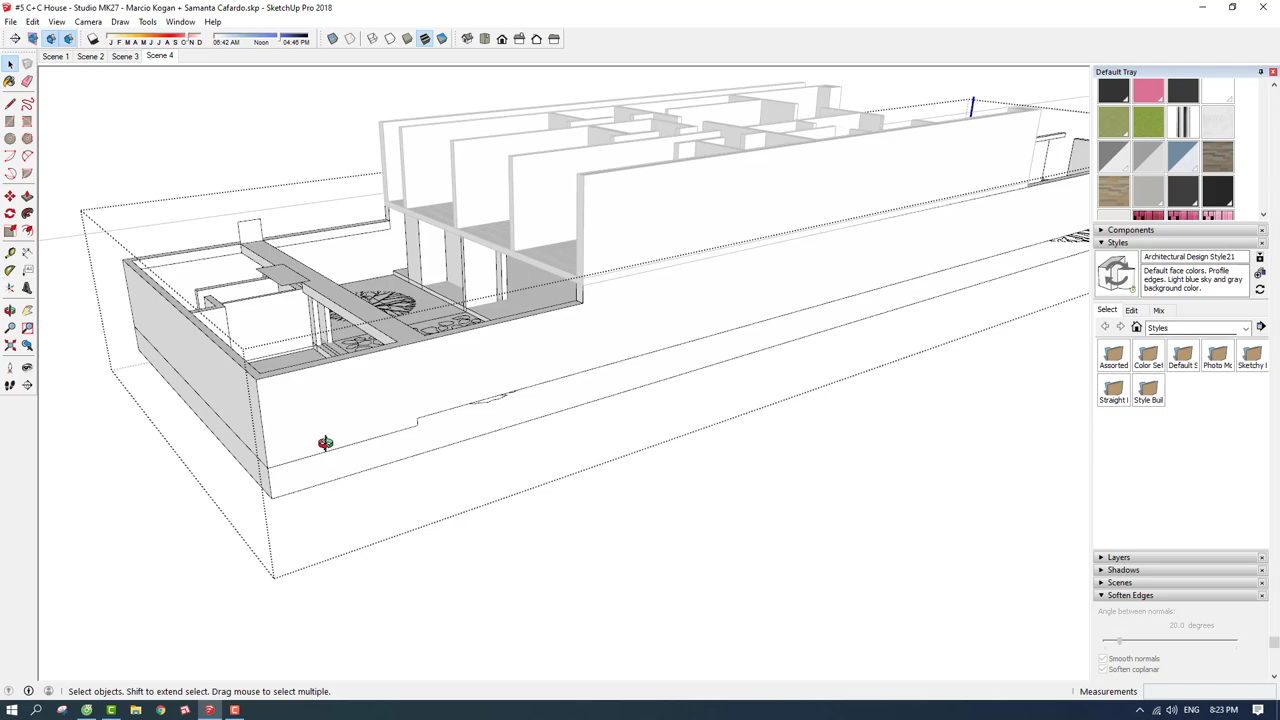 #5 C+C House - Studio MK27 - Marcio Kogan + Samanta Cafardo.skp - SketchUp Pro 2018
File Edit View Camera Draw Tools Window Help
J F M A M J J A S O N D 06:42 AM Noon 04:46 PM
Scene 1 Scene 2 Scene 3 Scene 4
Default Tray
Components
Styles
Architectural Design Style21
Default face colors. Profile
edges. Light blue sky and gray
background color.
Select Edit Mix
Styles
Assorted Color Set Default S Photo Mo Sketchy I
Straight I Style Buil
Layers
Shadows
Scenes
Soften Edges
Angle between normals:
20.0 degrees
Smooth normals
Soften coplanar
Select objects. Shift to extend select. Drag mouse to select multiple.
Measurements
ENG 8:23 PM